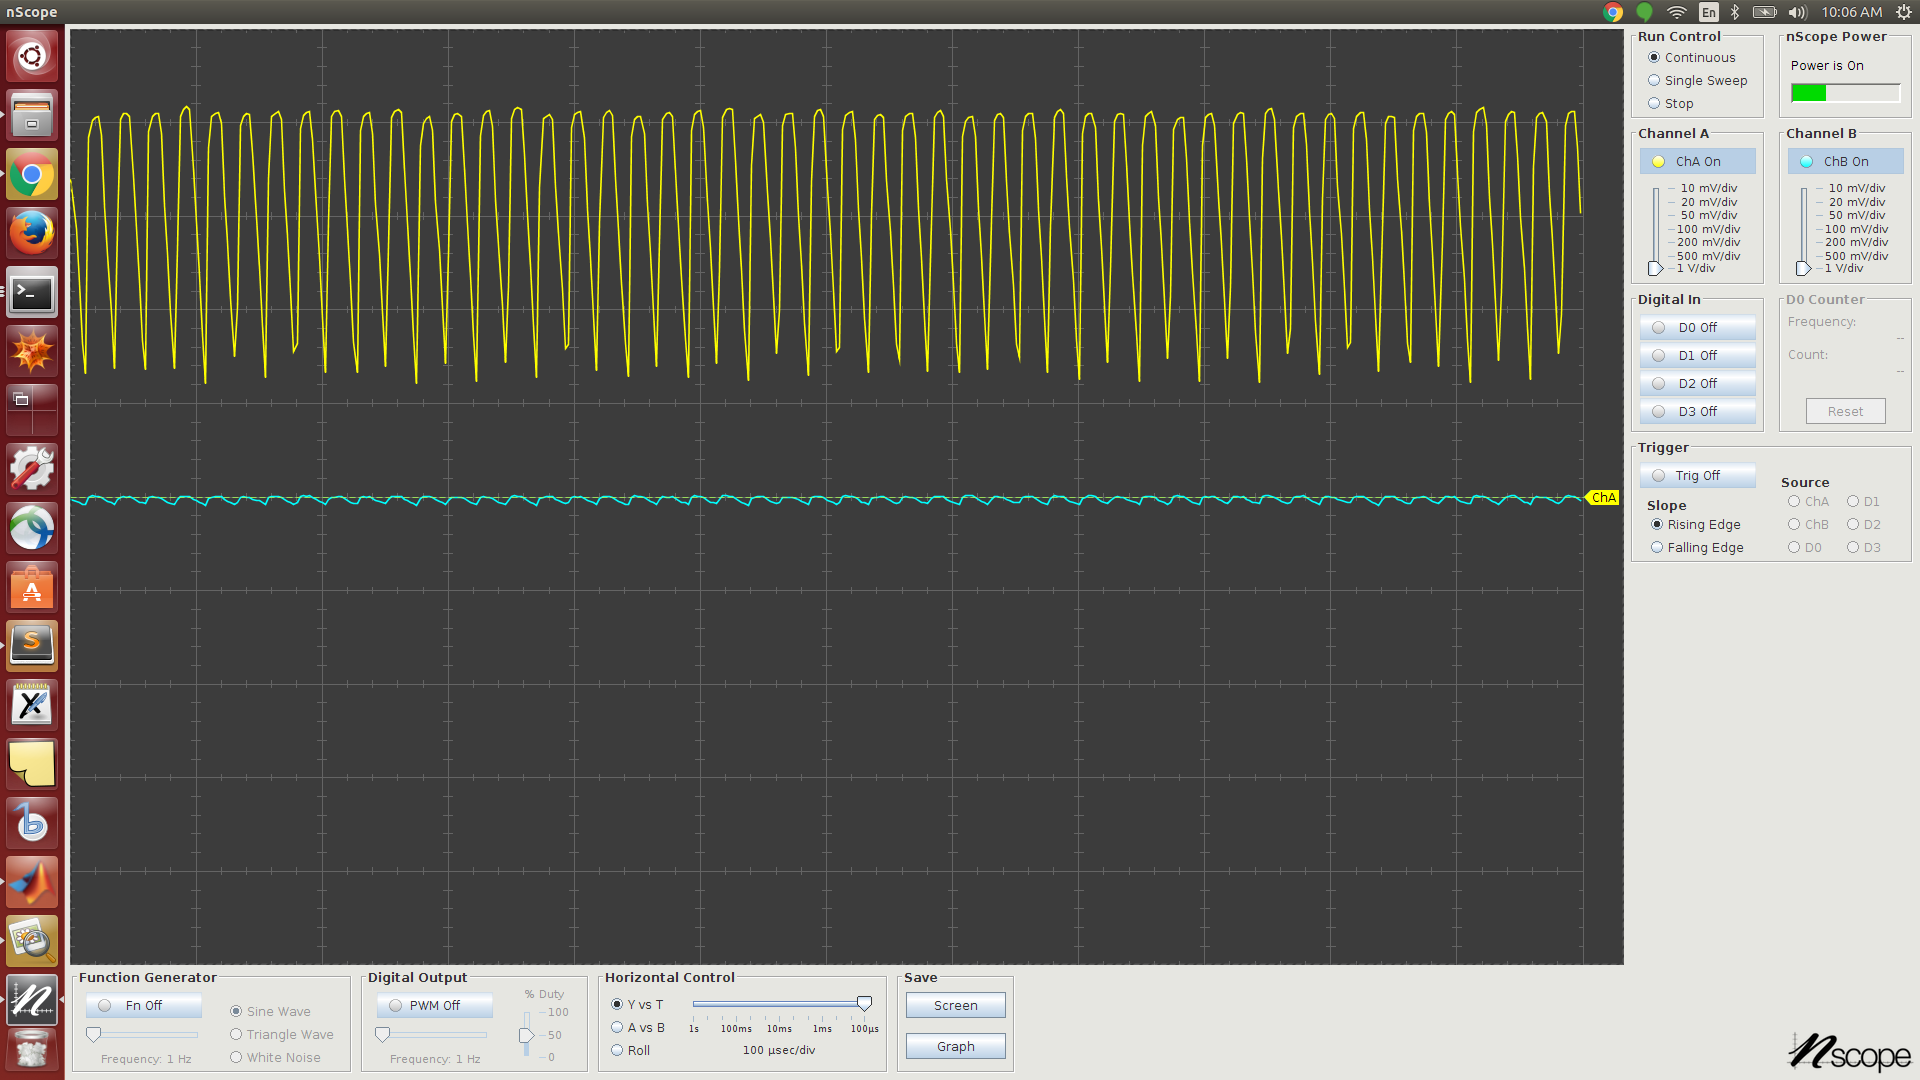 nScope
En
10:06 AM
Run Control
Continuous
Single Sweep
Stop
nScope Power
Power is On
Channel A
ChA On
10 mV/div
20 mV/div
50 mV/div
100 mV/div
200 mV/div
500 mV/div
1 V/div
Channel B
ChB On
10 mV/div
20 mV/div
50 mV/div
100 mV/div
200 mV/div
500 mV/div
1 V/div
Digital In
D0 Off
D1 Off
D2 Off
D3 Off
D0 Counter
Frequency:
--
Count:
--
Reset
Trigger
Trig Off
Slope
Rising Edge
Falling Edge
Source
ChA D1
ChB D2
D0 D3
ChA
Function Generator
Fn Off
Frequency: 1 Hz
Sine Wave
Triangle Wave
White Noise
Digital Output
PWM Off
Frequency: 1 Hz
% Duty
100
50
0
Horizontal Control
Y vs T
A vs B
Roll
1s 100ms 10ms 1ms 100µs
100 µsec/div
Save
Screen
Graph
nscope